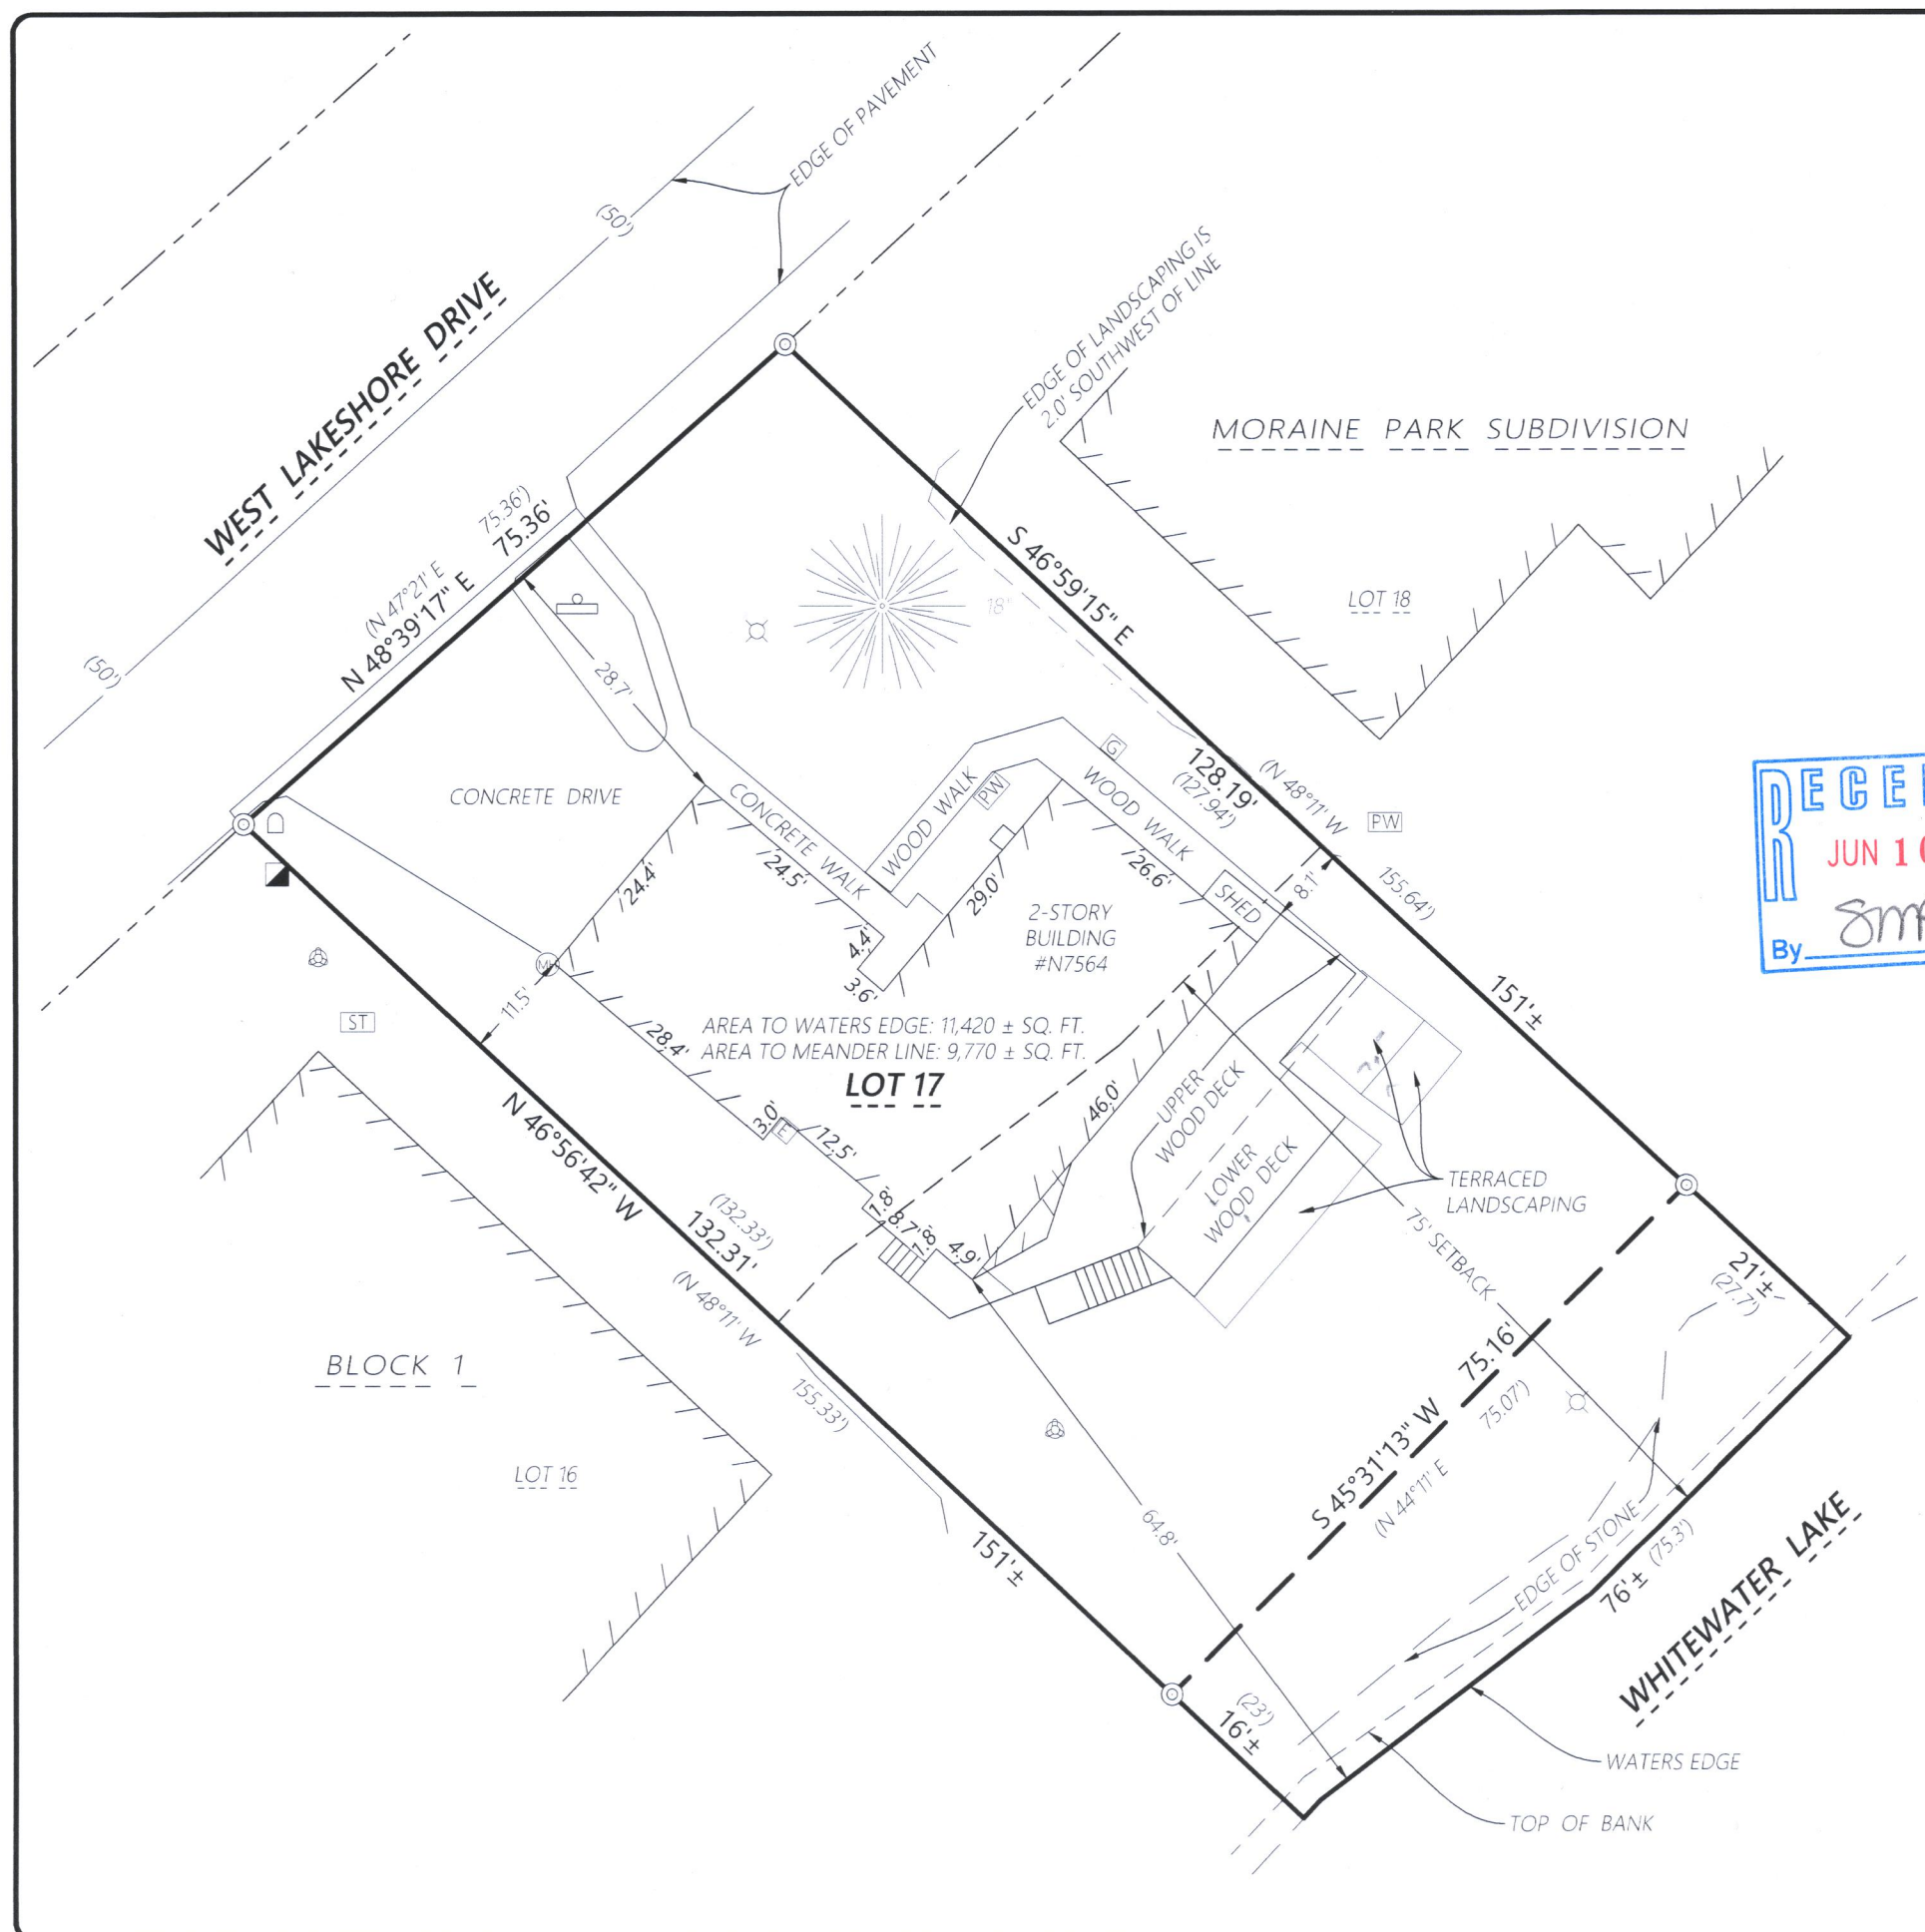 EDGE OF PAVEMENT
(50')
WEST LAKESHORE DRIVE
(50')
75.36')
75.36'
(N 47°21' E
N 48°39'17" E
EDGE OF LANDSCAPING IS
2.0' SOUTHWEST OF LINE
MORAINE PARK SUBDIVISION
LOT 18
S 46°59'15" E
18"
28.7'
CONCRETE DRIVE
CONCRETE WALK
WOOD WALK
PW
G
WOOD WALK
128.19'
(127.94')
(N 48°11' W
155.64')
PW
24.4'
24.5'
29.0'
26.6'
SHED
8.1'
2-STORY
BUILDING
#N7564
4.4'
3.6'
MH
11.5'
ST
28.4'
AREA TO WATERS EDGE: 11,420 ± SQ. FT.
AREA TO MEANDER LINE: 9,770 ± SQ. FT.
LOT 17
151'±
JUN 10
By
3.0'
E
12.5'
46.0'
UPPER
WOOD DECK
LOWER
WOOD DECK
TERRACED
LANDSCAPING
75' SETBACK
N 46°56'42" W
(132.33')
132.31'
(N 48°11' W
155.33')
1.8'
8.7'
1.8'
4.9'
21'±
(27.7')
BLOCK 1
LOT 16
75.16'
S 45°31'13" W
75.07')
(N 44°11' E
64.8'
151'±
EDGE OF STONE
76'± (75.3')
WHITEWATER LAKE
(23')
16'±
WATERS EDGE
TOP OF BANK